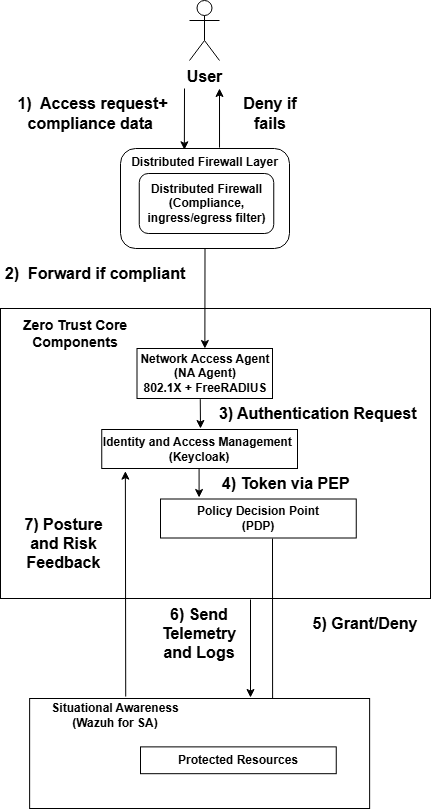 User
1) Access request+
compliance data
Deny if
fails
Distributed Firewall Layer
Distributed Firewall
(Compliance,
ingress/egress filter)
2) Forward if compliant
Zero Trust Core
Components
Network Access Agent
(NA Agent)
802.1X + FreeRADIUS
3) Authentication Request
Identity and Access Management
(Keycloak)
4) Token via PEP
Policy Decision Point
(PDP)
7) Posture
and Risk
Feedback
6) Send
Telemetry
and Logs
5) Grant/Deny
Situational Awareness
(Wazuh for SA)
Protected Resources